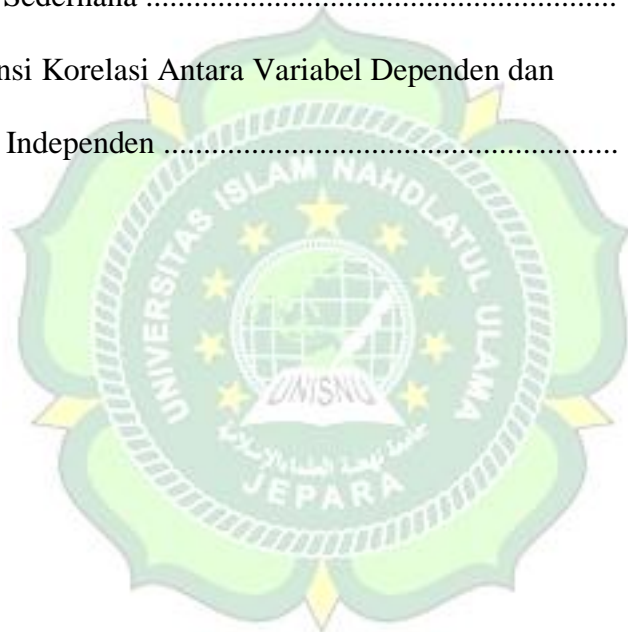 Sederhana ...........................................................
nsi Korelasi Antara Variabel Dependen dan
Independen .........................................................
UNIVERSITAS ISLAM NAHDLATUL ULAMA
UNISNU
JEPARA